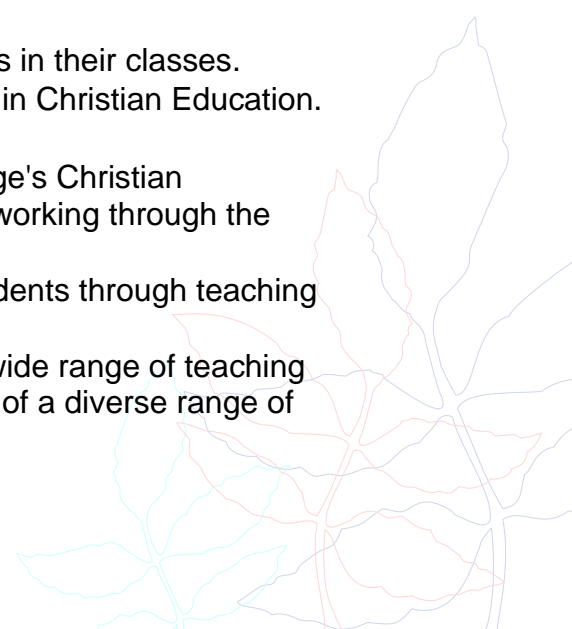 s in their classes.
in Christian Education.
ge's Christian
working through the
dents through teaching
wide range of teaching
of a diverse range of